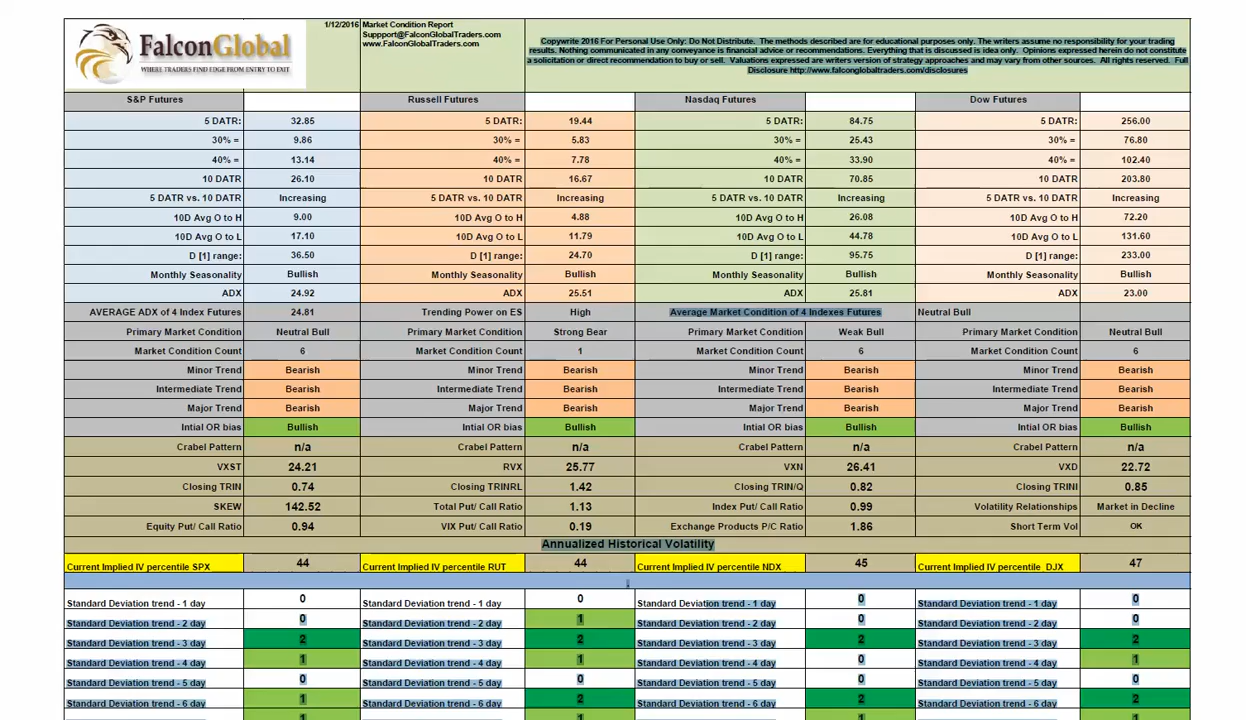 FalconGlobal
WHERE TRADERS FIND EDGE FROM ENTRY TO EXIT
1/12/2016 Market Condition Report
Suppport@FalconGlobalTraders.com
www.FalconGlobalTraders.com
Copywrite 2016 For Personal Use Only: Do Not Distribute. The methods described are for educational purposes only. The writers assume no responsibility for your trading
results. Nothing communicated in any conveyance is financial advice or recommendations. Everything that is discussed is idea only. Opinions expressed herein do not constitute
a solicitation or direct recommendation to buy or sell. Valuations expressed are writers version of strategy approaches and may vary from other sources. All rights reserved. Full
Disclosure http://www.falconglobaltraders.com/disclosures
S&P Futures Russell Futures Nasdaq Futures Dow Futures
5 DATR: 32.85 5 DATR: 19.44 5 DATR: 84.75 5 DATR: 256.00
30% = 9.86 30% = 5.83 30% = 25.43 30% = 76.80
40% = 13.14 40% = 7.78 40% = 33.90 40% = 102.40
10 DATR 26.10 10 DATR 16.67 10 DATR 70.85 10 DATR 203.80
5 DATR vs. 10 DATR Increasing 5 DATR vs. 10 DATR Increasing 5 DATR vs. 10 DATR Increasing 5 DATR vs. 10 DATR Increasing
10D Avg O to H 9.00 10D Avg O to H 4.88 10D Avg O to H 26.08 10D Avg O to H 72.20
10D Avg O to L 17.10 10D Avg O to L 11.79 10D Avg O to L 44.78 10D Avg O to L 131.60
D [1] range: 36.50 D [1] range: 24.70 D [1] range: 95.75 D [1] range: 233.00
Monthly Seasonality Bullish Monthly Seasonality Bullish Monthly Seasonality Bullish Monthly Seasonality Bullish
ADX 24.92 ADX 25.51 ADX 25.81 ADX 23.00
AVERAGE ADX of 4 Index Futures 24.81 Trending Power on ES High Average Market Condition of 4 Indexes Futures Neutral Bull
Primary Market Condition Neutral Bull Primary Market Condition Strong Bear Primary Market Condition Weak Bull Primary Market Condition Neutral Bull
Market Condition Count 6 Market Condition Count 1 Market Condition Count 6 Market Condition Count 6
Minor Trend Bearish Minor Trend Bearish Minor Trend Bearish Minor Trend Bearish
Intermediate Trend Bearish Intermediate Trend Bearish Intermediate Trend Bearish Intermediate Trend Bearish
Major Trend Bearish Major Trend Bearish Major Trend Bearish Major Trend Bearish
Intial OR bias Bullish Intial OR bias Bullish Intial OR bias Bullish Intial OR bias Bullish
Crabel Pattern n/a Crabel Pattern n/a Crabel Pattern n/a Crabel Pattern n/a
VXST 24.21 RVX 25.77 VXN 26.41 VXD 22.72
Closing TRIN 0.74 Closing TRINRL 1.42 Closing TRIN/Q 0.82 Closing TRINI 0.85
SKEW 142.52 Total Put/ Call Ratio 1.13 Index Put/ Call Ratio 0.99 Volatility Relationships Market in Decline
Equity Put/ Call Ratio 0.94 VIX Put/ Call Ratio 0.19 Exchange Products P/C Ratio 1.86 Short Term Vol OK
Annualized Historical Volatility
Current Implied IV percentile SPX 44 Current Implied IV percentile RUT 44 Current Implied IV percentile NDX 45 Current Implied IV percentile DJX 47
Standard Deviation trend - 1 day 0 Standard Deviation trend - 1 day 0 Standard Deviation trend - 1 day 0 Standard Deviation trend - 1 day 0
Standard Deviation trend - 2 day 0 Standard Deviation trend - 2 day 1 Standard Deviation trend - 2 day 0 Standard Deviation trend - 2 day 0
Standard Deviation trend - 3 day 2 Standard Deviation trend - 3 day 2 Standard Deviation trend - 3 day 2 Standard Deviation trend - 3 day 2
Standard Deviation trend - 4 day 1 Standard Deviation trend - 4 day 1 Standard Deviation trend - 4 day 0 Standard Deviation trend - 4 day 1
Standard Deviation trend - 5 day 0 Standard Deviation trend - 5 day 0 Standard Deviation trend - 5 day 0 Standard Deviation trend - 5 day 0
Standard Deviation trend - 6 day 1 Standard Deviation trend - 6 day 2 Standard Deviation trend - 6 day 2 Standard Deviation trend - 6 day 2